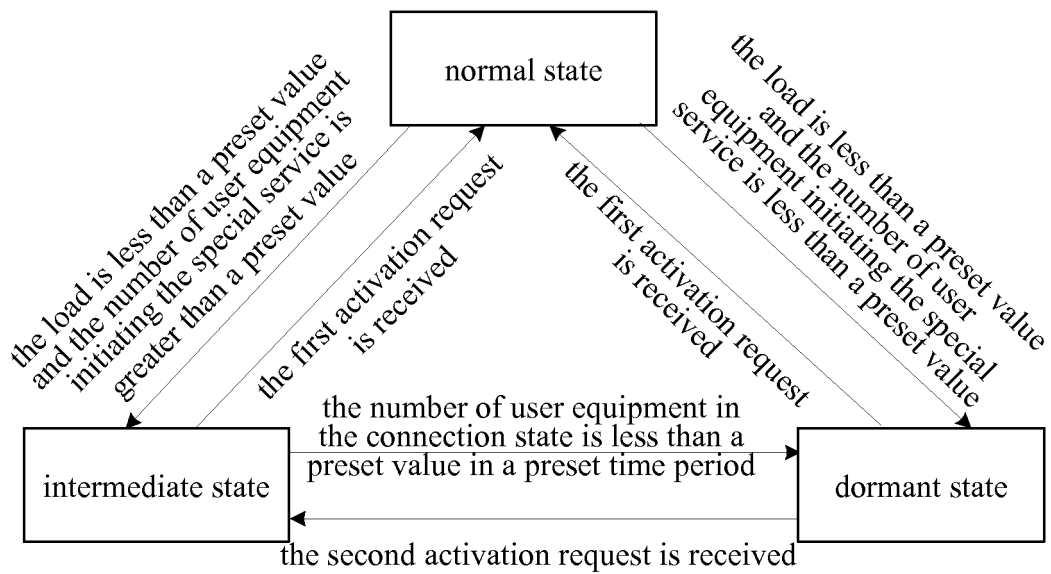 normal state
the load is less than a preset value
and the number of user equipment
initiating the special service is
greater than a preset value
the first activation request
is received
the first activation request
is received
the load is less than a preset value
and the number of user
equipment initiating the special
service is less than a preset value
the number of user equipment in
the connection state is less than a
preset value in a preset time period
intermediate state
dormant state
the second activation request is received